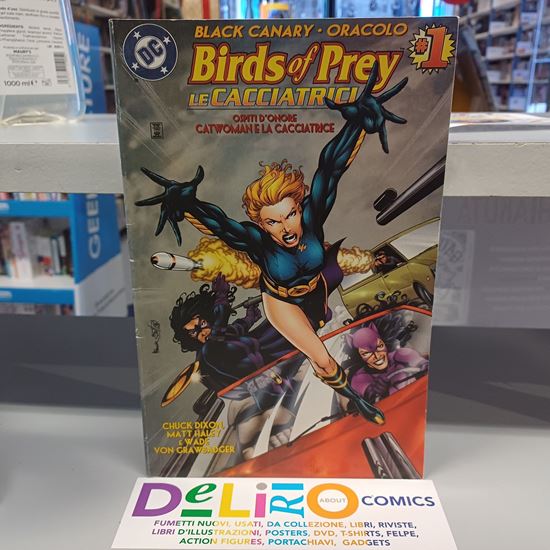 BLACK CANARY • ORACOLO
DC
#1
Birds of Prey
LE CACCIATRICI
OSPITI D'ONORE
CATWOMAN E LA CACCIATRICE
CHUCK DIXON
MATT HALEY
& WADE
VON GRAWBADGER
DeLiRiO ABOUT COMICS
FUMETTI NUOVI, USATI, DA COLLEZIONE, LIBRI, RIVISTE,
LIBRI D'ILLUSTRAZIONI, POSTERS, DVD, T-SHIRTS, FELPE,
ACTION FIGURES, PORTACHIAVI, GADGETS
1000 ml e
GEEK